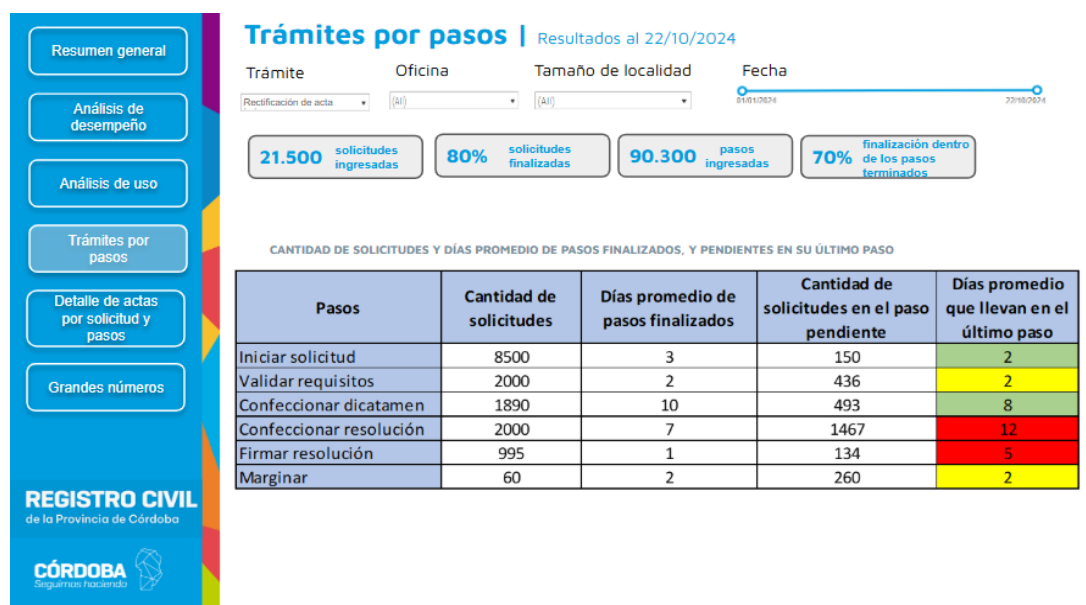 Resumen general
Análisis de
desempeño
Análisis de uso
Trámites por
pasos
Detalle de actas
por solicitud y
pasos
Grandes números
REGISTRO CIVIL
de la Provincia de Córdoba
CÓRDOBA
Seguimos haciendo
Trámites por pasos | Resultados al 22/10/2024
Trámite Oficina Tamaño de localidad Fecha
Rectificación de acta (All) (All) 01/01/2024 22/10/2024
21.500 solicitudes
ingresadas
80% solicitudes
finalizadas
90.300 pasos
ingresadas
70% finalización dentro
de los pasos
terminados
CANTIDAD DE SOLICITUDES Y DÍAS PROMEDIO DE PASOS FINALIZADOS, Y PENDIENTES EN SU ÚLTIMO PASO
Pasos
Cantidad de
solicitudes
Días promedio de
pasos finalizados
Cantidad de
solicitudes en el paso
pendiente
Días promedio
que llevan en el
último paso
Iniciar solicitud 8500 3 150 2
Validar requisitos 2000 2 436 2
Confeccionar dicatamen 1890 10 493 8
Confeccionar resolución 2000 7 1467 12
Firmar resolución 995 1 134 5
Marginar 60 2 260 2